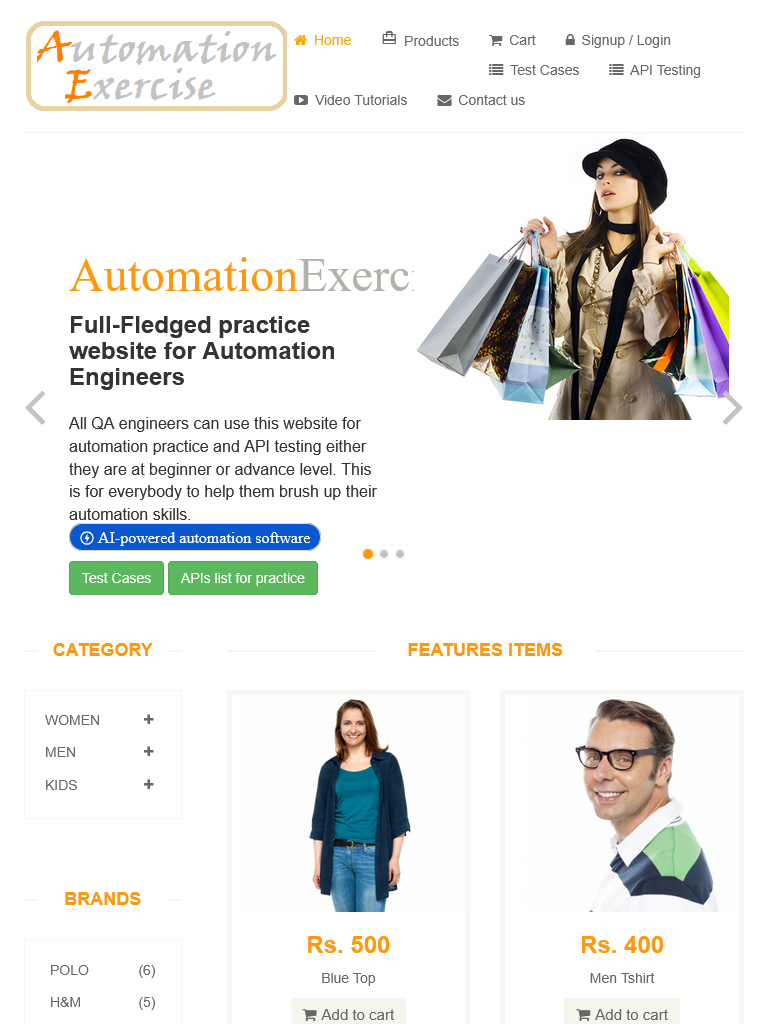 Automation
Exercise
Home
Products
Cart
Signup / Login
Test Cases
API Testing
Video Tutorials
Contact us
AutomationExerc
Full-Fledged practice
website for Automation
Engineers
All QA engineers can use this website for
automation practice and API testing either
they are at beginner or advance level. This
is for everybody to help them brush up their
automation skills.
AI-powered automation software
Test Cases
APIs list for practice
CATEGORY
WOMEN
MEN
KIDS
BRANDS
POLO (6)
H&M (5)
FEATURES ITEMS
Rs. 500
Blue Top
Add to cart
Rs. 400
Men Tshirt
Add to cart